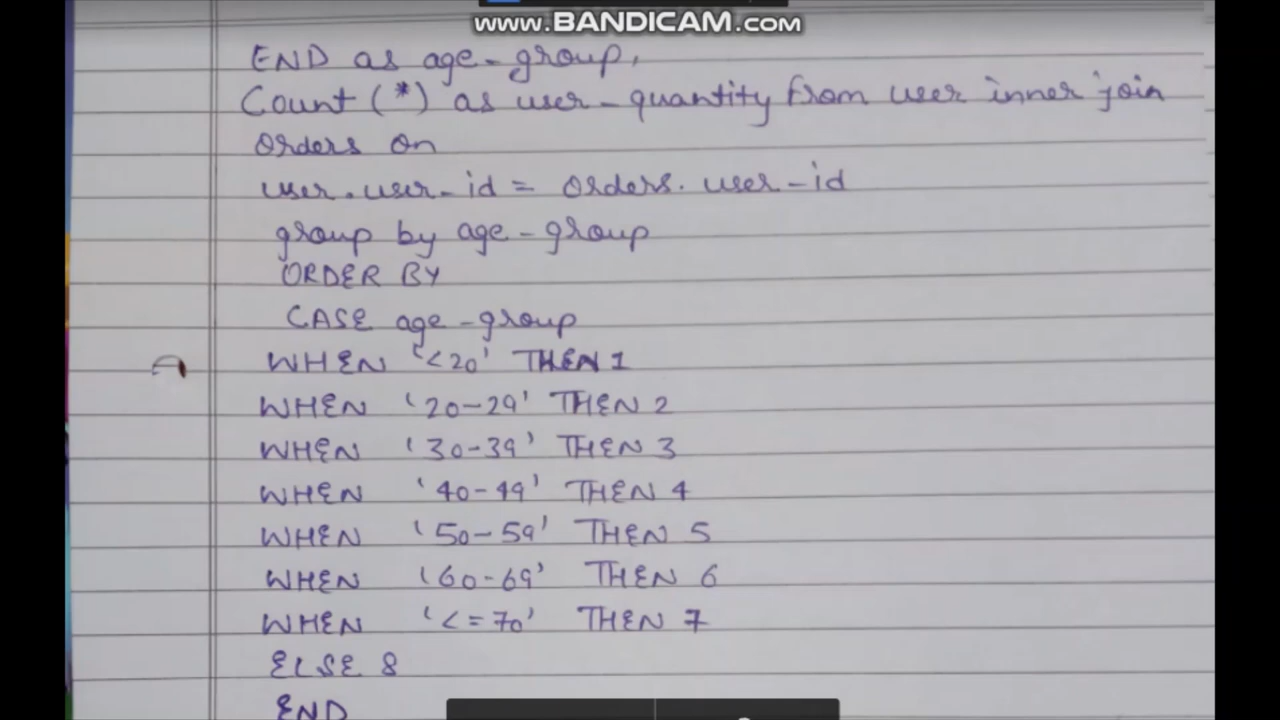 www.BANDICAM.com
END as age-group,
Count (*) as user-quantity from user inner join
Orders on
user.user-id = orders.user-id
group by age-group
ORDER BY
CASE age-group
WHEN '<20' THEN 1
WHEN '20-29' THEN 2
WHEN '30-39' THEN 3
WHEN '40-49' THEN 4
WHEN '50-59' THEN 5
WHEN '60-69' THEN 6
WHEN '<=70' THEN 7
ELSE 8
END